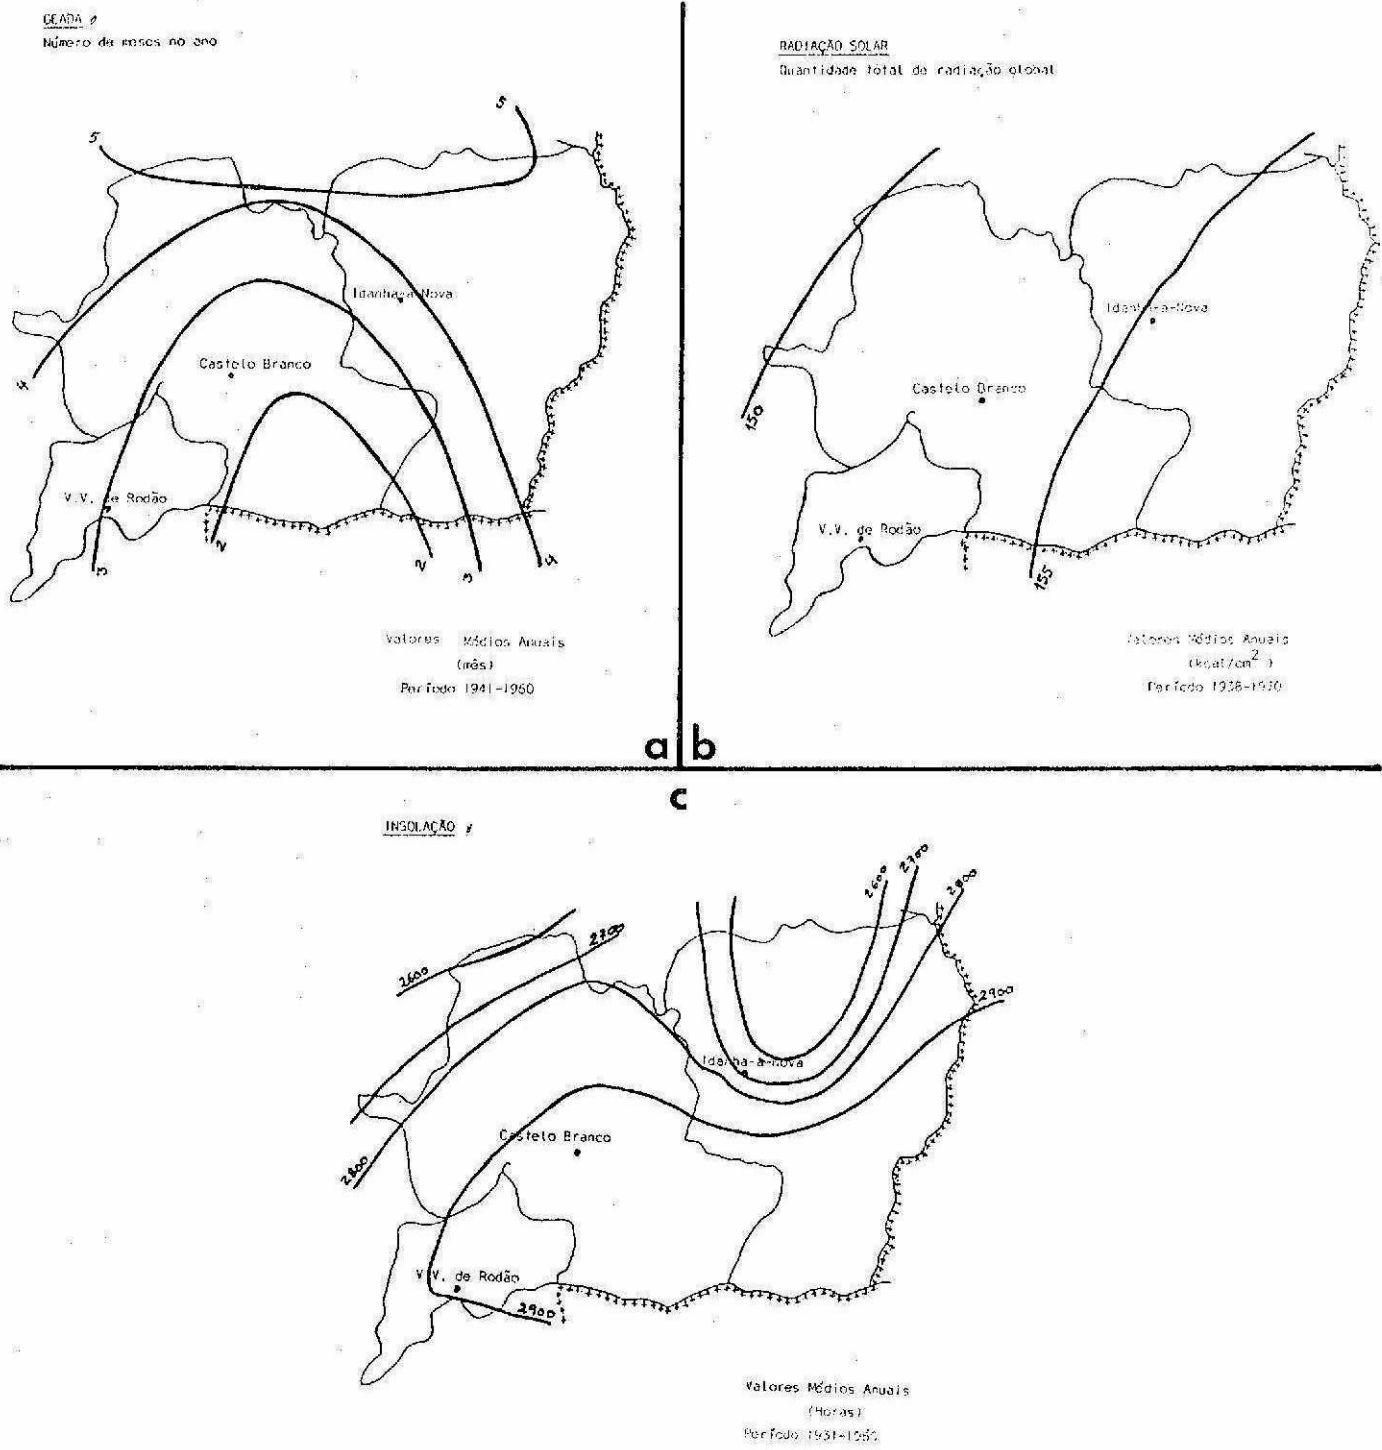 GEADA
Número de meses no ano
5
5
Idanha-a-Nova
Castelo Branco
4
V.V. de Rodão
3
2
2
3
4
Valores Médios Anuais
(mês)
Período 1941-1960
a
RADIAÇÃO SOLAR
Quantidade total de radiação global
Idanha-a-Nova
Castelo Branco
150
V.V. de Rodão
155
Valores Médios Anuais
(kcal/cm²)
Período
b
c
INSOLAÇÃO
2600
2700
2800
2700
2600
2900
Idanha-a-Nova
Castelo Branco
2800
V.V. de Rodão
2900
Valores Médios Anuais
(Horas)
Período